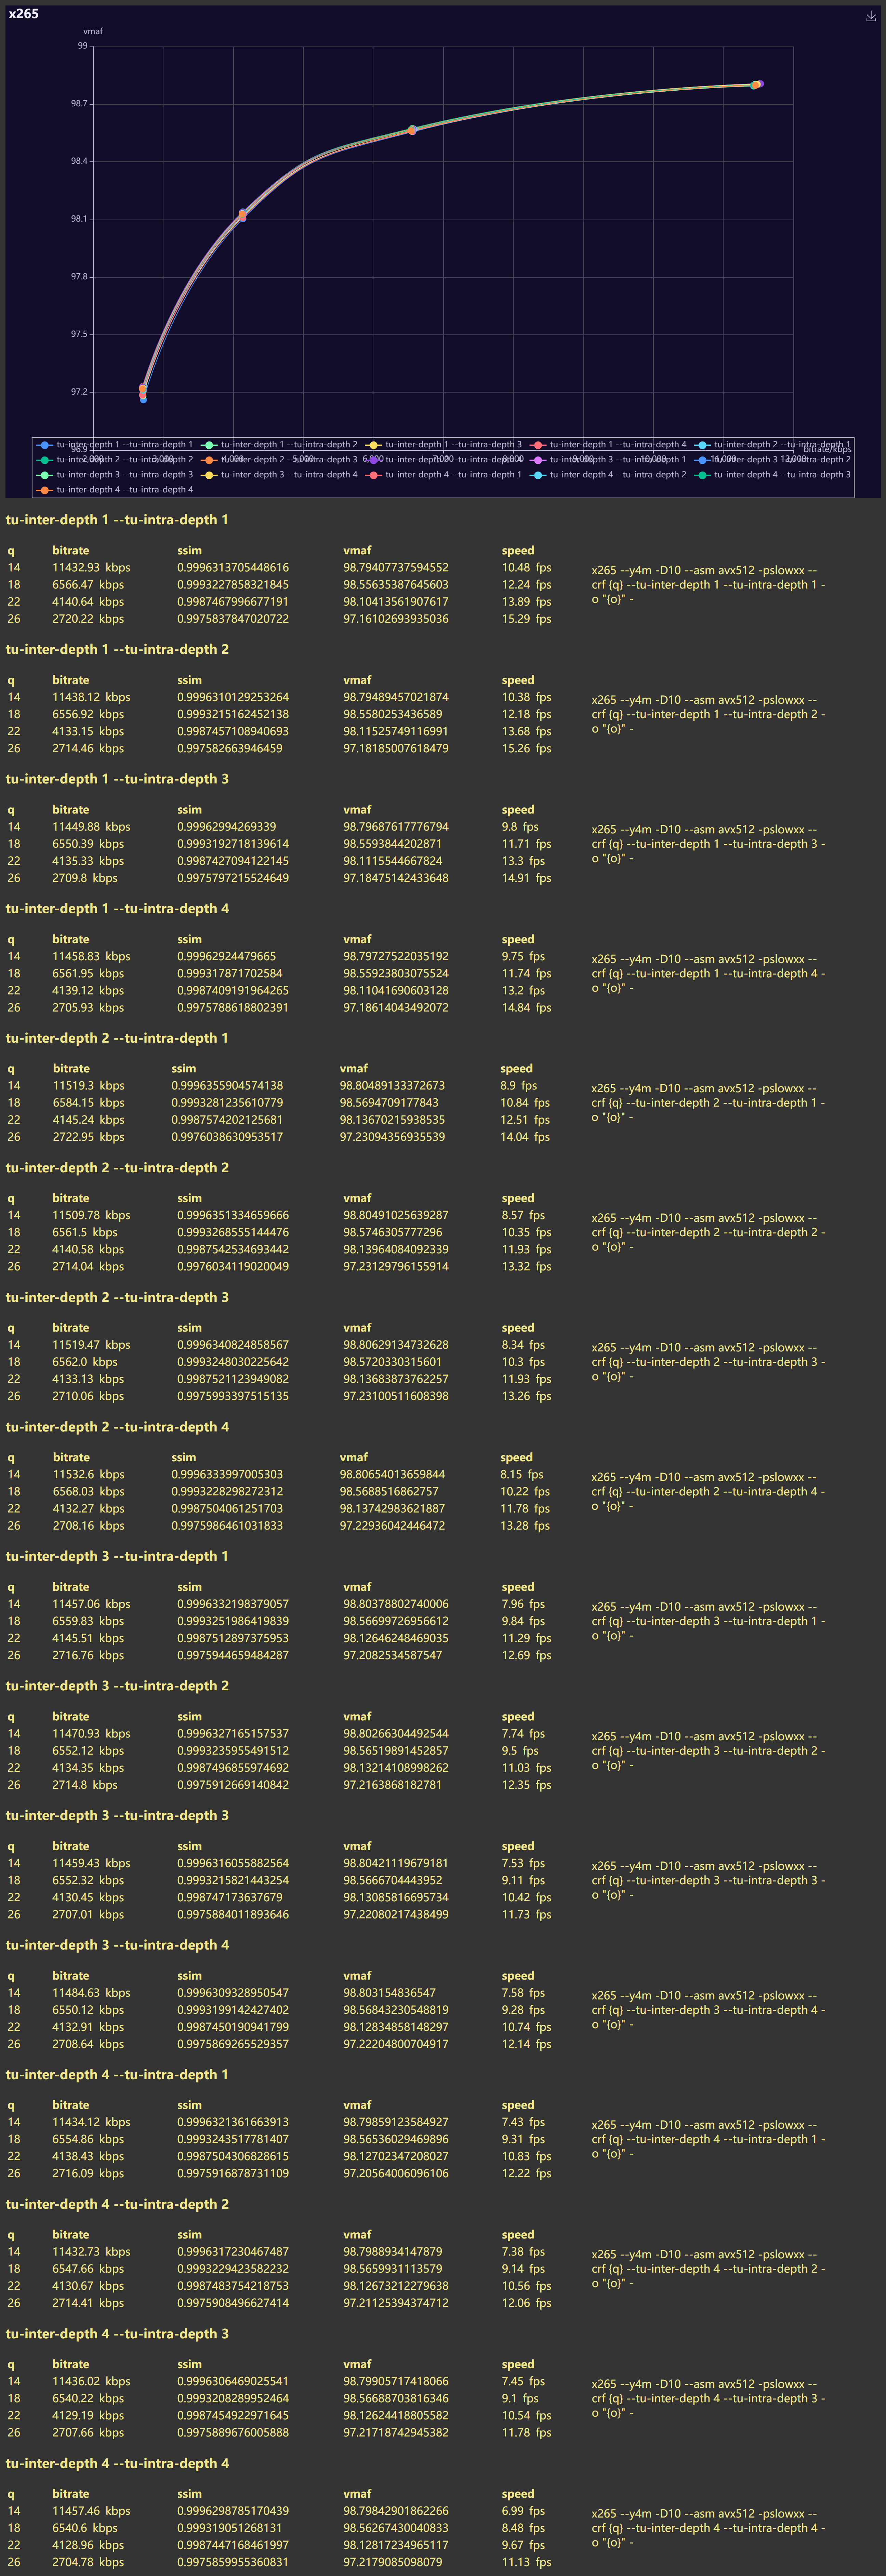 x265
vmaf
99
98.7
98.4
98.1
97.8
97.5
97.2
96.9
2,000 3,000 4,000 5,000 6,000 7,000 8,000 9,000 10,000 11,000 12,000
bitrate/kbps
tu-inter-depth 1 --tu-intra-depth 1 tu-inter-depth 1 --tu-intra-depth 2 tu-inter-depth 1 --tu-intra-depth 3 tu-inter-depth 1 --tu-intra-depth 4 tu-inter-depth 2 --tu-intra-depth 1
tu-inter-depth 2 --tu-intra-depth 2 tu-inter-depth 2 --tu-intra-depth 3 tu-inter-depth 2 --tu-intra-depth 4 tu-inter-depth 3 --tu-intra-depth 1 tu-inter-depth 3 --tu-intra-depth 2
tu-inter-depth 3 --tu-intra-depth 3 tu-inter-depth 3 --tu-intra-depth 4 tu-inter-depth 4 --tu-intra-depth 1 tu-inter-depth 4 --tu-intra-depth 2 tu-inter-depth 4 --tu-intra-depth 3
tu-inter-depth 4 --tu-intra-depth 4
tu-inter-depth 1 --tu-intra-depth 1
q bitrate ssim vmaf speed
14 11432.93 kbps 0.9996313705448616 98.79407737594552 10.48 fps
18 6566.47 kbps 0.9993227858321845 98.55635387645603 12.24 fps
22 4140.64 kbps 0.9987467996677191 98.10413561907617 13.89 fps
26 2720.22 kbps 0.9975837847020722 97.16102693935036 15.29 fps
x265 --y4m -D10 --asm avx512 -pslowxx --
crf {q} --tu-inter-depth 1 --tu-intra-depth 1 -
o "{o}" -
tu-inter-depth 1 --tu-intra-depth 2
q bitrate ssim vmaf speed
14 11438.12 kbps 0.9996310129253264 98.79489457021874 10.38 fps
18 6556.92 kbps 0.9993215162452138 98.5580253436589 12.18 fps
22 4133.15 kbps 0.9987457108940693 98.11525749116991 13.68 fps
26 2714.46 kbps 0.997582663946459 97.18185007618479 15.26 fps
x265 --y4m -D10 --asm avx512 -pslowxx --
crf {q} --tu-inter-depth 1 --tu-intra-depth 2 -
o "{o}" -
tu-inter-depth 1 --tu-intra-depth 3
q bitrate ssim vmaf speed
14 11449.88 kbps 0.99962994269339 98.79687617776794 9.8 fps
18 6550.39 kbps 0.9993192718139614 98.5593844202871 11.71 fps
22 4135.33 kbps 0.9987427094122145 98.1115544667824 13.3 fps
26 2709.8 kbps 0.9975797215524649 97.18475142433648 14.91 fps
x265 --y4m -D10 --asm avx512 -pslowxx --
crf {q} --tu-inter-depth 1 --tu-intra-depth 3 -
o "{o}" -
tu-inter-depth 1 --tu-intra-depth 4
q bitrate ssim vmaf speed
14 11458.83 kbps 0.99962924479665 98.79727522035192 9.75 fps
18 6561.95 kbps 0.999317871702584 98.55923803075524 11.74 fps
22 4139.12 kbps 0.9987409191964265 98.11041690603128 13.2 fps
26 2705.93 kbps 0.9975788618802391 97.18614043492072 14.84 fps
x265 --y4m -D10 --asm avx512 -pslowxx --
crf {q} --tu-inter-depth 1 --tu-intra-depth 4 -
o "{o}" -
tu-inter-depth 2 --tu-intra-depth 1
q bitrate ssim vmaf speed
14 11519.3 kbps 0.9996355904574138 98.80489133372673 8.9 fps
18 6584.15 kbps 0.9993281235610779 98.5694709177843 10.84 fps
22 4145.24 kbps 0.9987574202125681 98.13670215938535 12.51 fps
26 2722.95 kbps 0.9976038630953517 97.23094356935539 14.04 fps
x265 --y4m -D10 --asm avx512 -pslowxx --
crf {q} --tu-inter-depth 2 --tu-intra-depth 1 -
o "{o}" -
tu-inter-depth 2 --tu-intra-depth 2
q bitrate ssim vmaf speed
14 11509.78 kbps 0.9996351334659666 98.80491025639287 8.57 fps
18 6561.5 kbps 0.9993268555144476 98.5746305777296 10.35 fps
22 4140.58 kbps 0.9987542534693442 98.13964084092339 11.93 fps
26 2714.04 kbps 0.9976034119020049 97.23129796155914 13.32 fps
x265 --y4m -D10 --asm avx512 -pslowxx --
crf {q} --tu-inter-depth 2 --tu-intra-depth 2 -
o "{o}" -
tu-inter-depth 2 --tu-intra-depth 3
q bitrate ssim vmaf speed
14 11519.47 kbps 0.9996340824858567 98.80629134732628 8.34 fps
18 6562.0 kbps 0.9993248030225642 98.5720330315601 10.3 fps
22 4133.13 kbps 0.9987521123949082 98.13683873762257 11.93 fps
26 2710.06 kbps 0.9975993397515135 97.23100511608398 13.26 fps
x265 --y4m -D10 --asm avx512 -pslowxx --
crf {q} --tu-inter-depth 2 --tu-intra-depth 3 -
o "{o}" -
tu-inter-depth 2 --tu-intra-depth 4
q bitrate ssim vmaf speed
14 11532.6 kbps 0.9996333997005303 98.80654013659844 8.15 fps
18 6568.03 kbps 0.9993228298272312 98.5688516862757 10.22 fps
22 4132.27 kbps 0.9987504061251703 98.13742983621887 11.78 fps
26 2708.16 kbps 0.9975986461031833 97.22936042446472 13.28 fps
x265 --y4m -D10 --asm avx512 -pslowxx --
crf {q} --tu-inter-depth 2 --tu-intra-depth 4 -
o "{o}" -
tu-inter-depth 3 --tu-intra-depth 1
q bitrate ssim vmaf speed
14 11457.06 kbps 0.9996332198379057 98.80378802740006 7.96 fps
18 6559.83 kbps 0.9993251986419839 98.56699726956612 9.84 fps
22 4145.51 kbps 0.9987512897375953 98.12646248469035 11.29 fps
26 2716.76 kbps 0.9975944659484287 97.2082534587547 12.69 fps
x265 --y4m -D10 --asm avx512 -pslowxx --
crf {q} --tu-inter-depth 3 --tu-intra-depth 1 -
o "{o}" -
tu-inter-depth 3 --tu-intra-depth 2
q bitrate ssim vmaf speed
14 11470.93 kbps 0.9996327165157537 98.80266304492544 7.74 fps
18 6552.12 kbps 0.9993235955491512 98.56519891452857 9.5 fps
22 4134.35 kbps 0.9987496855974692 98.13214108998262 11.03 fps
26 2714.8 kbps 0.9975912669140842 97.2163868182781 12.35 fps
x265 --y4m -D10 --asm avx512 -pslowxx --
crf {q} --tu-inter-depth 3 --tu-intra-depth 2 -
o "{o}" -
tu-inter-depth 3 --tu-intra-depth 3
q bitrate ssim vmaf speed
14 11459.43 kbps 0.9996316055882564 98.80421119679181 7.53 fps
18 6552.32 kbps 0.9993215821443254 98.5666704443952 9.11 fps
22 4130.45 kbps 0.998747173637679 98.13085816695734 10.42 fps
26 2707.01 kbps 0.9975884011893646 97.22080217438499 11.73 fps
x265 --y4m -D10 --asm avx512 -pslowxx --
crf {q} --tu-inter-depth 3 --tu-intra-depth 3 -
o "{o}" -
tu-inter-depth 3 --tu-intra-depth 4
q bitrate ssim vmaf speed
14 11484.63 kbps 0.9996309328950547 98.803154836547 7.58 fps
18 6550.12 kbps 0.9993199142427402 98.56843230548819 9.28 fps
22 4132.91 kbps 0.9987450190941799 98.12834858148297 10.74 fps
26 2708.64 kbps 0.9975869265529357 97.22204800704917 12.14 fps
x265 --y4m -D10 --asm avx512 -pslowxx --
crf {q} --tu-inter-depth 3 --tu-intra-depth 4 -
o "{o}" -
tu-inter-depth 4 --tu-intra-depth 1
q bitrate ssim vmaf speed
14 11434.12 kbps 0.9996321361663913 98.79859123584927 7.43 fps
18 6554.86 kbps 0.9993243517781407 98.56536029469896 9.31 fps
22 4138.43 kbps 0.9987504306828615 98.12702347208027 10.83 fps
26 2716.09 kbps 0.9975916878731109 97.20564006096106 12.22 fps
x265 --y4m -D10 --asm avx512 -pslowxx --
crf {q} --tu-inter-depth 4 --tu-intra-depth 1 -
o "{o}" -
tu-inter-depth 4 --tu-intra-depth 2
q bitrate ssim vmaf speed
14 11432.73 kbps 0.9996317230467487 98.7988934147879 7.38 fps
18 6547.66 kbps 0.9993229423582232 98.5659931113579 9.14 fps
22 4130.67 kbps 0.9987483754218753 98.12673212279638 10.56 fps
26 2714.41 kbps 0.9975908496627414 97.21125394374712 12.06 fps
x265 --y4m -D10 --asm avx512 -pslowxx --
crf {q} --tu-inter-depth 4 --tu-intra-depth 2 -
o "{o}" -
tu-inter-depth 4 --tu-intra-depth 3
q bitrate ssim vmaf speed
14 11436.02 kbps 0.9996306469025541 98.79905717418066 7.45 fps
18 6540.22 kbps 0.9993208289952464 98.56688703816346 9.1 fps
22 4129.19 kbps 0.9987454922971645 98.12624418805582 10.54 fps
26 2707.66 kbps 0.9975889676005888 97.21718742945382 11.78 fps
x265 --y4m -D10 --asm avx512 -pslowxx --
crf {q} --tu-inter-depth 4 --tu-intra-depth 3 -
o "{o}" -
tu-inter-depth 4 --tu-intra-depth 4
q bitrate ssim vmaf speed
14 11457.46 kbps 0.9996298785170439 98.79842901862266 6.99 fps
18 6540.6 kbps 0.999319051268131 98.56267430040833 8.48 fps
22 4128.96 kbps 0.9987447168461997 98.12817234965117 9.67 fps
26 2704.78 kbps 0.9975859955360831 97.2179085098079 11.13 fps
x265 --y4m -D10 --asm avx512 -pslowxx --
crf {q} --tu-inter-depth 4 --tu-intra-depth 4 -
o "{o}" -